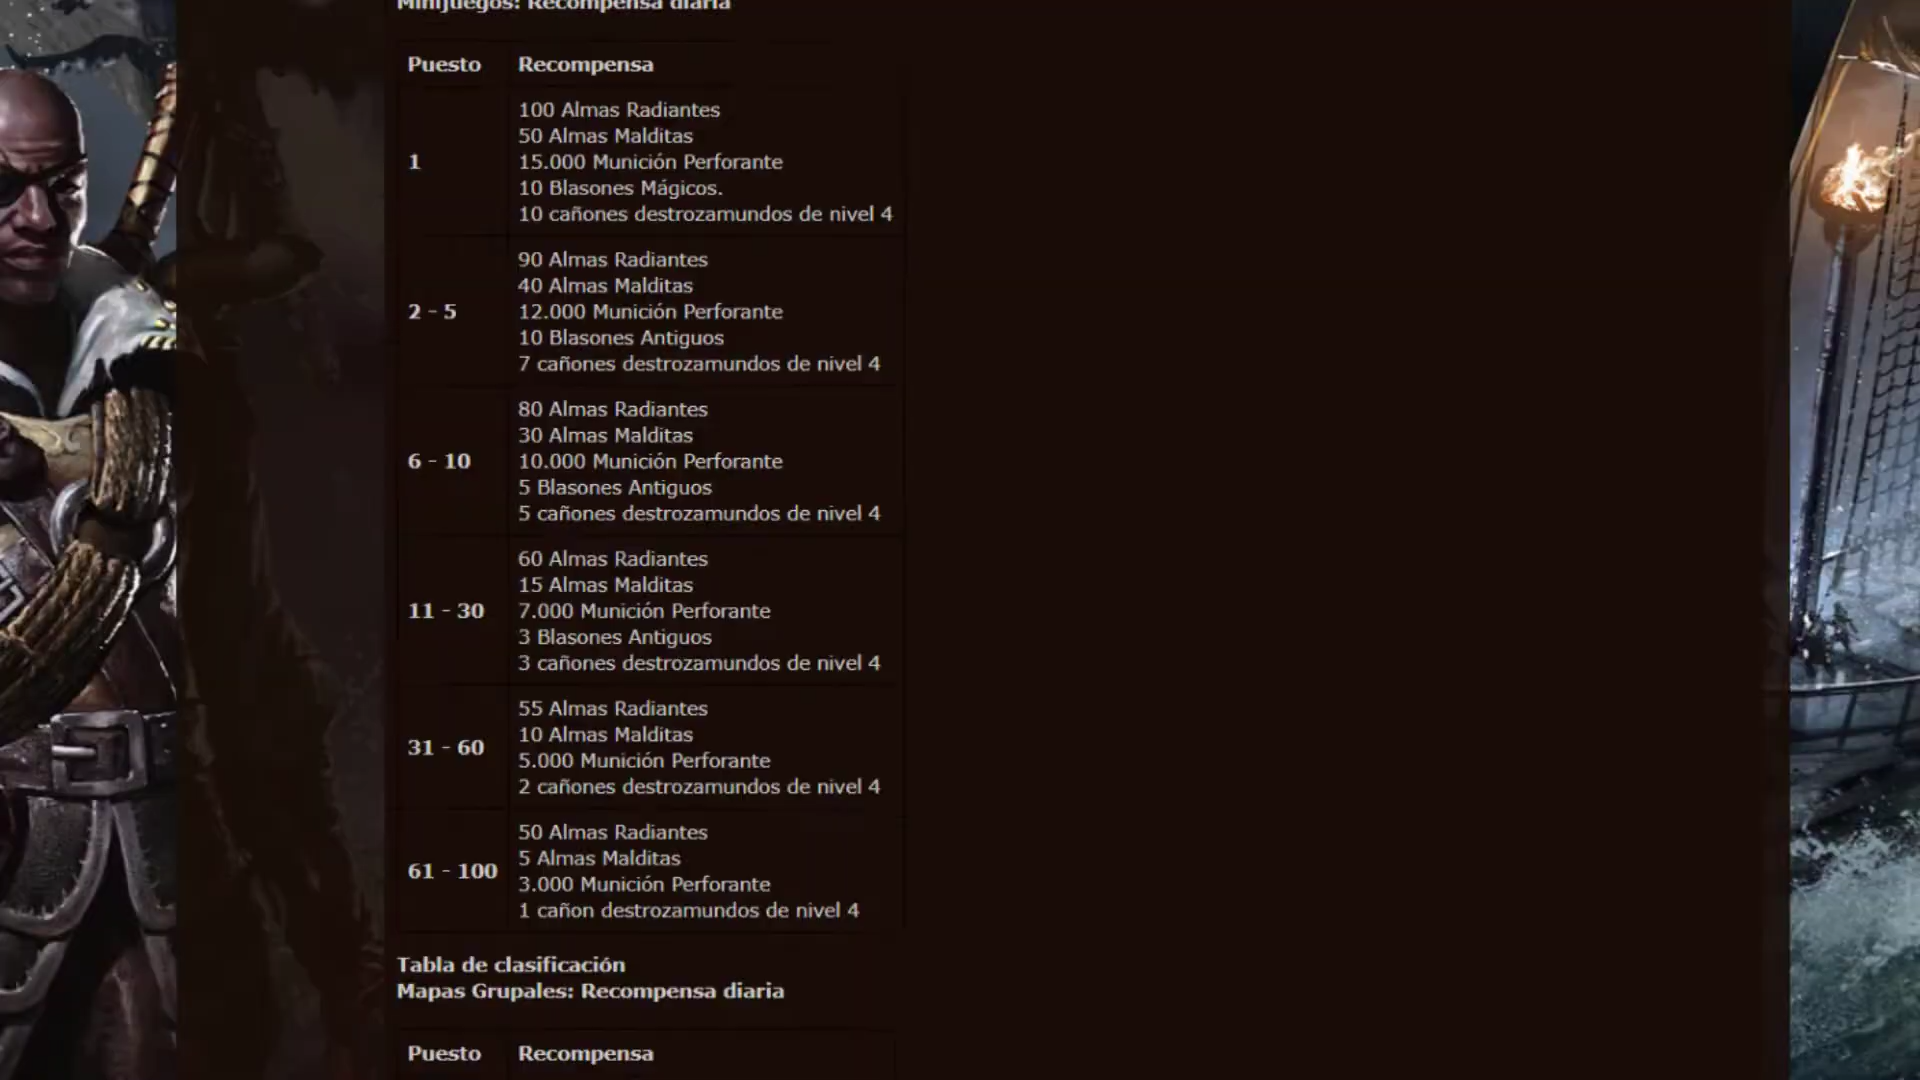 Minijuegos: Recompensa diaria
Puesto Recompensa
1
100 Almas Radiantes
50 Almas Malditas
15.000 Munición Perforante
10 Blasones Mágicos.
10 cañones destrozamundos de nivel 4
2 - 5
90 Almas Radiantes
40 Almas Malditas
12.000 Munición Perforante
10 Blasones Antiguos
7 cañones destrozamundos de nivel 4
6 - 10
80 Almas Radiantes
30 Almas Malditas
10.000 Munición Perforante
5 Blasones Antiguos
5 cañones destrozamundos de nivel 4
11 - 30
60 Almas Radiantes
15 Almas Malditas
7.000 Munición Perforante
3 Blasones Antiguos
3 cañones destrozamundos de nivel 4
31 - 60
55 Almas Radiantes
10 Almas Malditas
5.000 Munición Perforante
2 cañones destrozamundos de nivel 4
61 - 100
50 Almas Radiantes
5 Almas Malditas
3.000 Munición Perforante
1 cañon destrozamundos de nivel 4
Tabla de clasificación
Mapas Grupales: Recompensa diaria
Puesto Recompensa